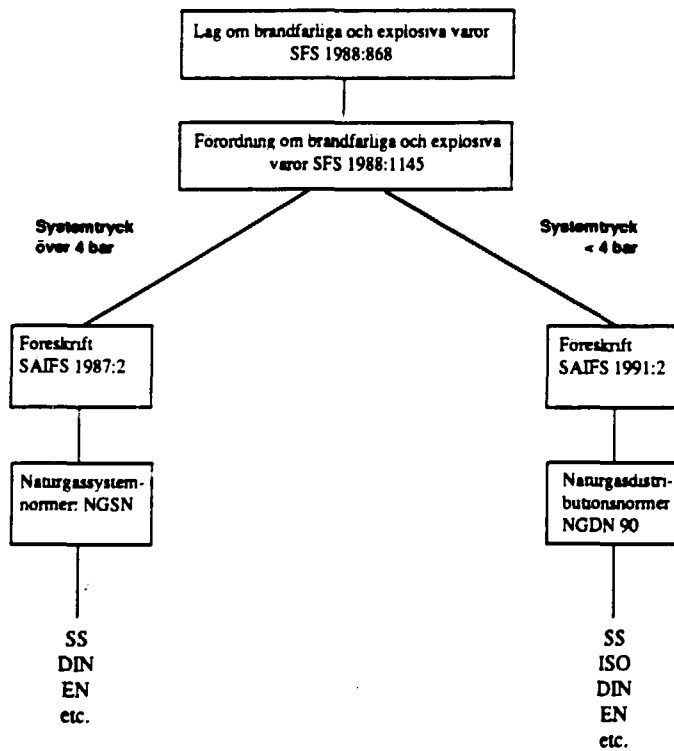 Lag om brandfarliga och explosiva varor
SFS 1988:868
Förordning om brandfarliga och explosiva
varor SFS 1988:1145
Systemtryck
över 4 bar
Systemtryck
< 4 bar
Föreskrift
SAIFS 1987:2
Föreskrift
SAIFS 1991:2
Naturgassystem-
normer: NGSN
Naturgasdistri-
butionsnormer
NGDN 90
SS
DIN
EN
etc.
SS
ISO
DIN
EN
etc.